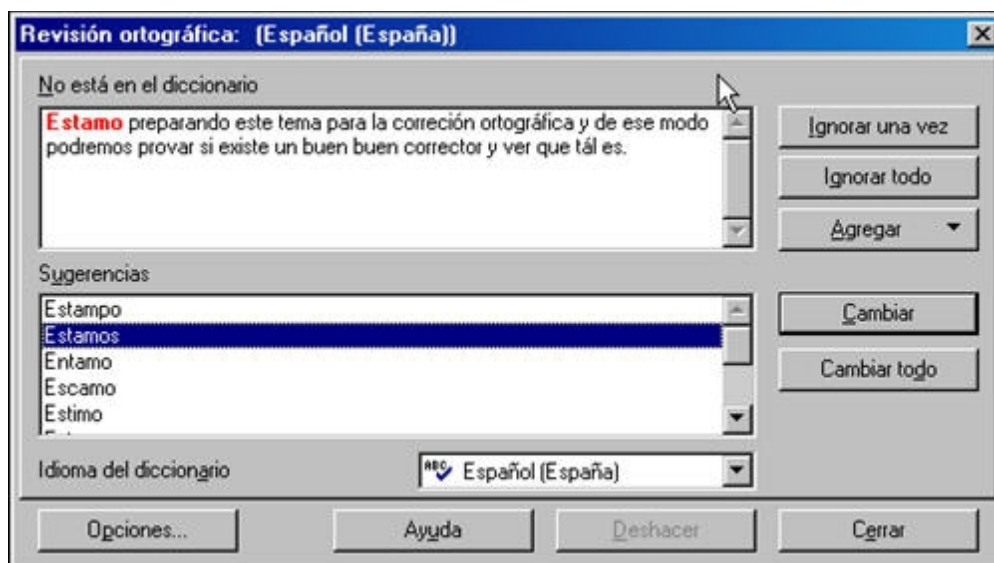 Revisión ortográfica: (Español (España))
No está en el diccionario
Estamo preparando este tema para la correción ortográfica y de ese modo
podremos provar si existe un buen buen corrector y ver que tál es.
Ignorar una vez
Ignorar todo
Agregar
Sugerencias
Estampo
Estamos
Entamo
Escamo
Estimo
Cambiar
Cambiar todo
Idioma del diccionario
ABC Español (España)
Opciones...
Ayuda
Deshacer
Cerrar